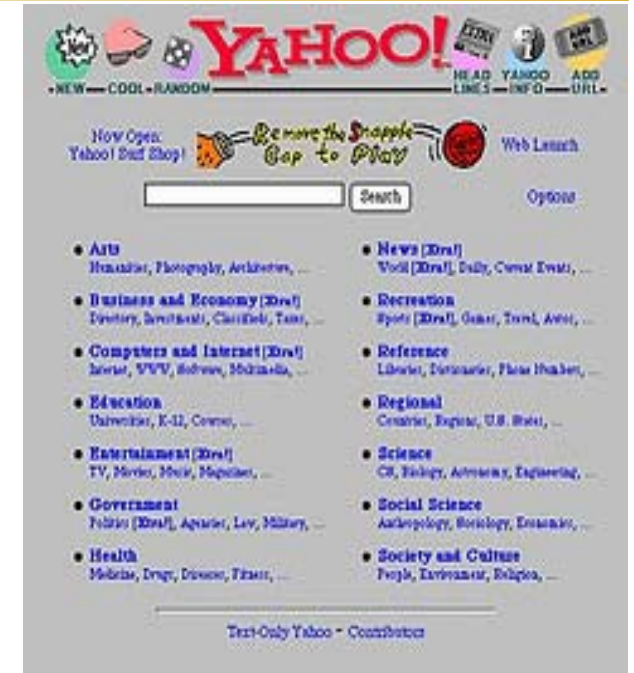 New
EXTRA
ADD URL
YAHOO!
NEW COOL RANDOM
HEAD LINES YAHOO INFO ADD URL
Now Open: Yahoo! Surf Shop!
Remove the Snapple Cap to Play
Web Launch
Search
Options
Arts
Humanities, Photography, Architecture, ...
Business and Economy [Xtra!]
Directory, Investments, Classifieds, Taxes, ...
Computers and Internet [Xtra!]
Internet, WWW, Software, Multimedia, ...
Education
Universities, K-12, Courses, ...
Entertainment [Xtra!]
TV, Movies, Music, Magazines, ...
Government
Politics [Xtra!], Agencies, Law, Military, ...
Health
Medicine, Drugs, Diseases, Fitness, ...
News [Xtra!]
World [Xtra!], Daily, Current Events, ...
Recreation
Sports [Xtra!], Games, Travel, Autos, ...
Reference
Libraries, Dictionaries, Phone Numbers, ...
Regional
Countries, Regions, U.S. States, ...
Science
CS, Biology, Astronomy, Engineering, ...
Social Science
Anthropology, Sociology, Economics, ...
Society and Culture
People, Environment, Religion, ...
Text-Only Yahoo - Contributors